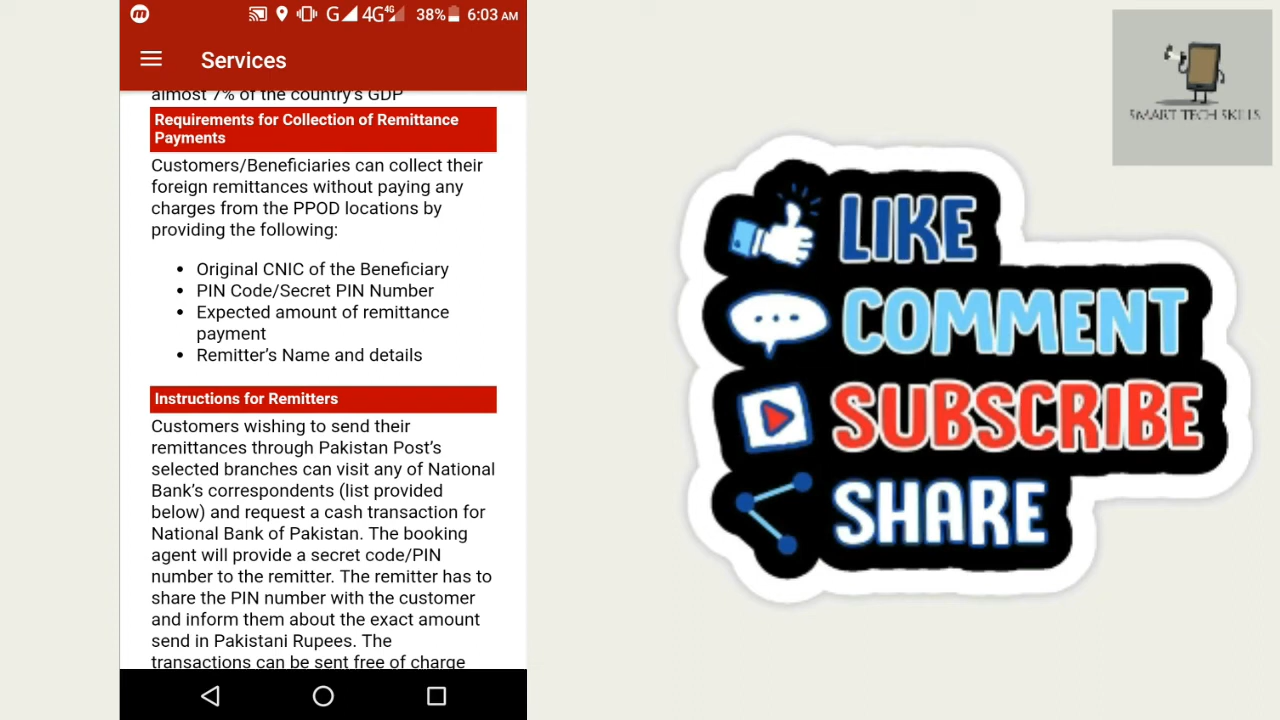 G 4G 4G 38% 6:03 AM
Services
almost 7% of the country's GDP
Requirements for Collection of Remittance
Payments
Customers/Beneficiaries can collect their
foreign remittances without paying any
charges from the PPOD locations by
providing the following:
• Original CNIC of the Beneficiary
• PIN Code/Secret PIN Number
• Expected amount of remittance
payment
• Remitter's Name and details
Instructions for Remitters
Customers wishing to send their
remittances through Pakistan Post's
selected branches can visit any of National
Bank's correspondents (list provided
below) and request a cash transaction for
National Bank of Pakistan. The booking
agent will provide a secret code/PIN
number to the remitter. The remitter has to
share the PIN number with the customer
and inform them about the exact amount
send in Pakistani Rupees. The
transactions can be sent free of charge
LIKE
COMMENT
SUBSCRIBE
SHARE
SMART TECH SKILLS